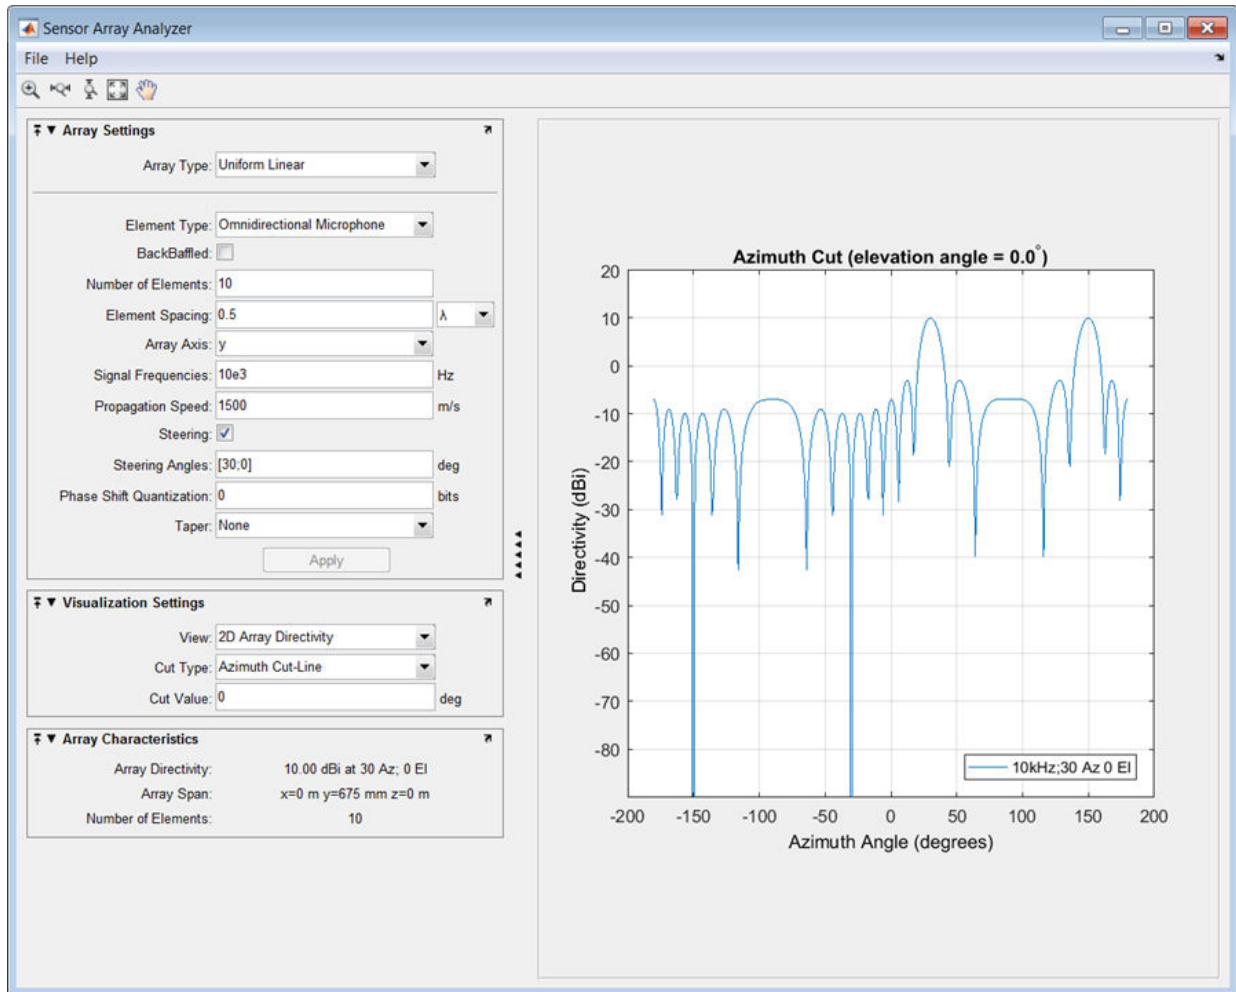 Sensor Array Analyzer
File Help
Array Settings
Array Type: Uniform Linear
Element Type: Omnidirectional Microphone
BackBaffled:
Number of Elements: 10
Element Spacing: 0.5 λ
Array Axis: y
Signal Frequencies: 10e3 Hz
Propagation Speed: 1500 m/s
Steering:
Steering Angles: [30;0] deg
Phase Shift Quantization: 0 bits
Taper: None
Apply
Visualization Settings
View: 2D Array Directivity
Cut Type: Azimuth Cut-Line
Cut Value: 0 deg
Array Characteristics
Array Directivity: 10.00 dBi at 30 Az; 0 El
Array Span: x=0 m y=675 mm z=0 m
Number of Elements: 10
Azimuth Cut (elevation angle = 0.0°)
Directivity (dBi)
20
10
0
-10
-20
-30
-40
-50
-60
-70
-80
10kHz;30 Az 0 El
-200 -150 -100 -50 0 50 100 150 200
Azimuth Angle (degrees)